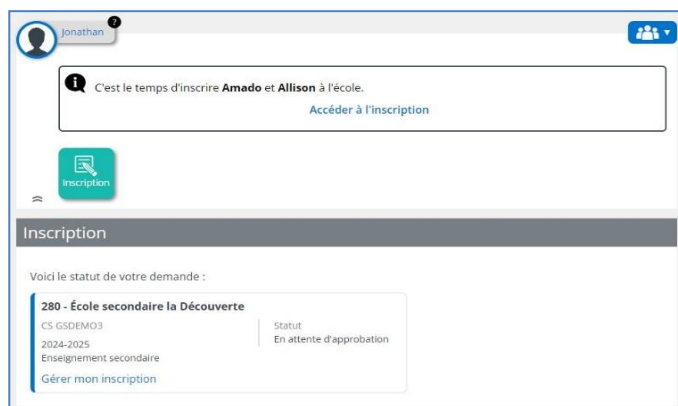 Jonathan
?
C'est le temps d'inscrire Amado et Allison à l'école.
Accéder à l'inscription
Inscription
Inscription
Voici le statut de votre demande :
280 - École secondaire la Découverte
CS GSDEMO3
Statut
2024-2025
En attente d'approbation
Enseignement secondaire
Gérer mon inscription